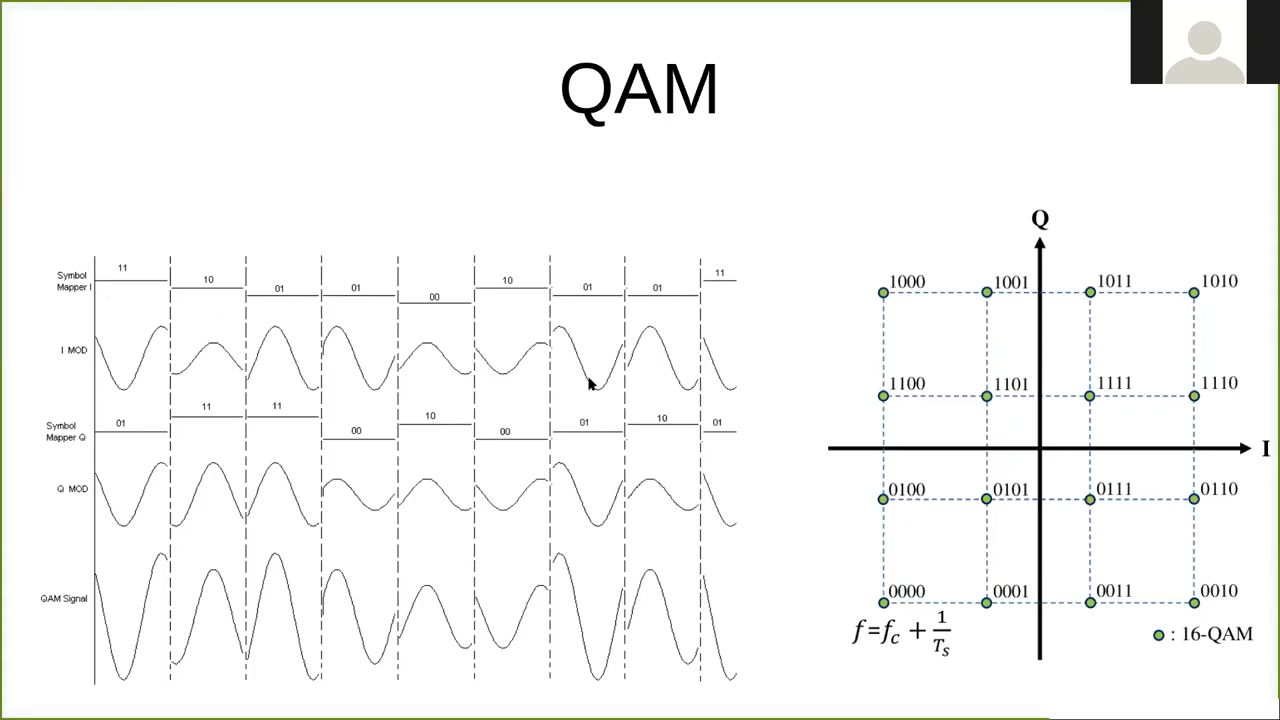 QAM
Symbol
Mapper I
11
10
01
01
00
10
01
01
11
I MOD
Symbol
Mapper Q
01
11
11
00
10
00
01
10
01
Q MOD
QAM Signal
Q
1000 1001 1011 1010
1100 1101 1111 1110
I
0100 0101 0111 0110
0000 0001 0011 0010
f=f_c + 1/T_s
: 16-QAM